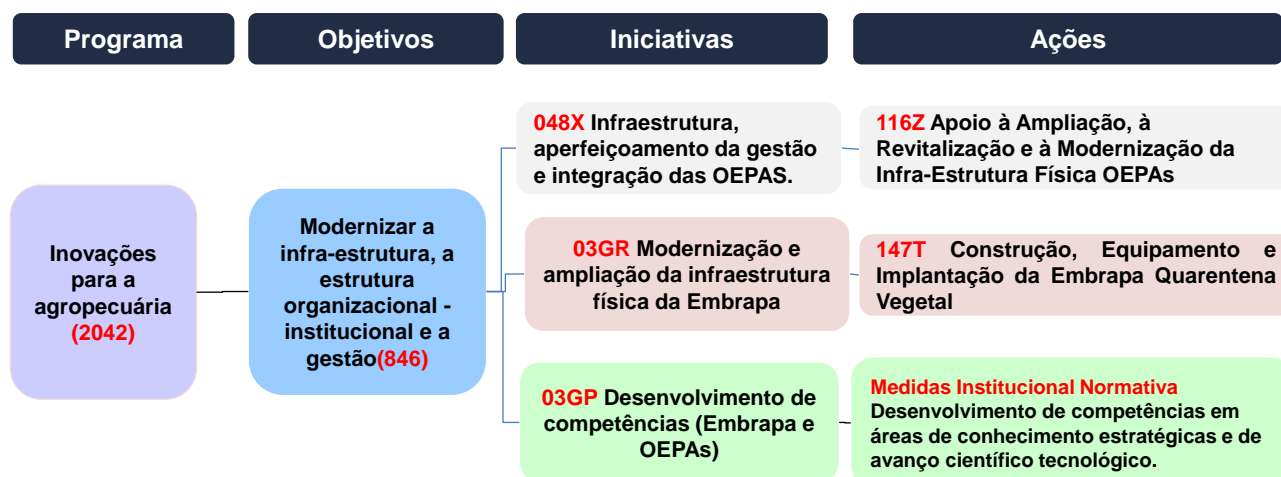 Programa
Objetivos
Iniciativas
Ações
Inovações
para a
agropecuária
(2042)
Modernizar a
infra-estrutura, a
estrutura
organizacional -
institucional e a
gestão(846)
048X Infraestrutura,
aperfeiçoamento da gestão
e integração das OEPAS.
116Z Apoio à Ampliação, à
Revitalização e à Modernização da
Infra-Estrutura Física OEPAs
03GR Modernização e
ampliação da infraestrutura
física da Embrapa
147T Construção, Equipamento e
Implantação da Embrapa Quarentena
Vegetal
03GP Desenvolvimento de
competências (Embrapa e
OEPAs)
Medidas Institucional Normativa
Desenvolvimento de competências em
áreas de conhecimento estratégicas e de
avanço científico tecnológico.